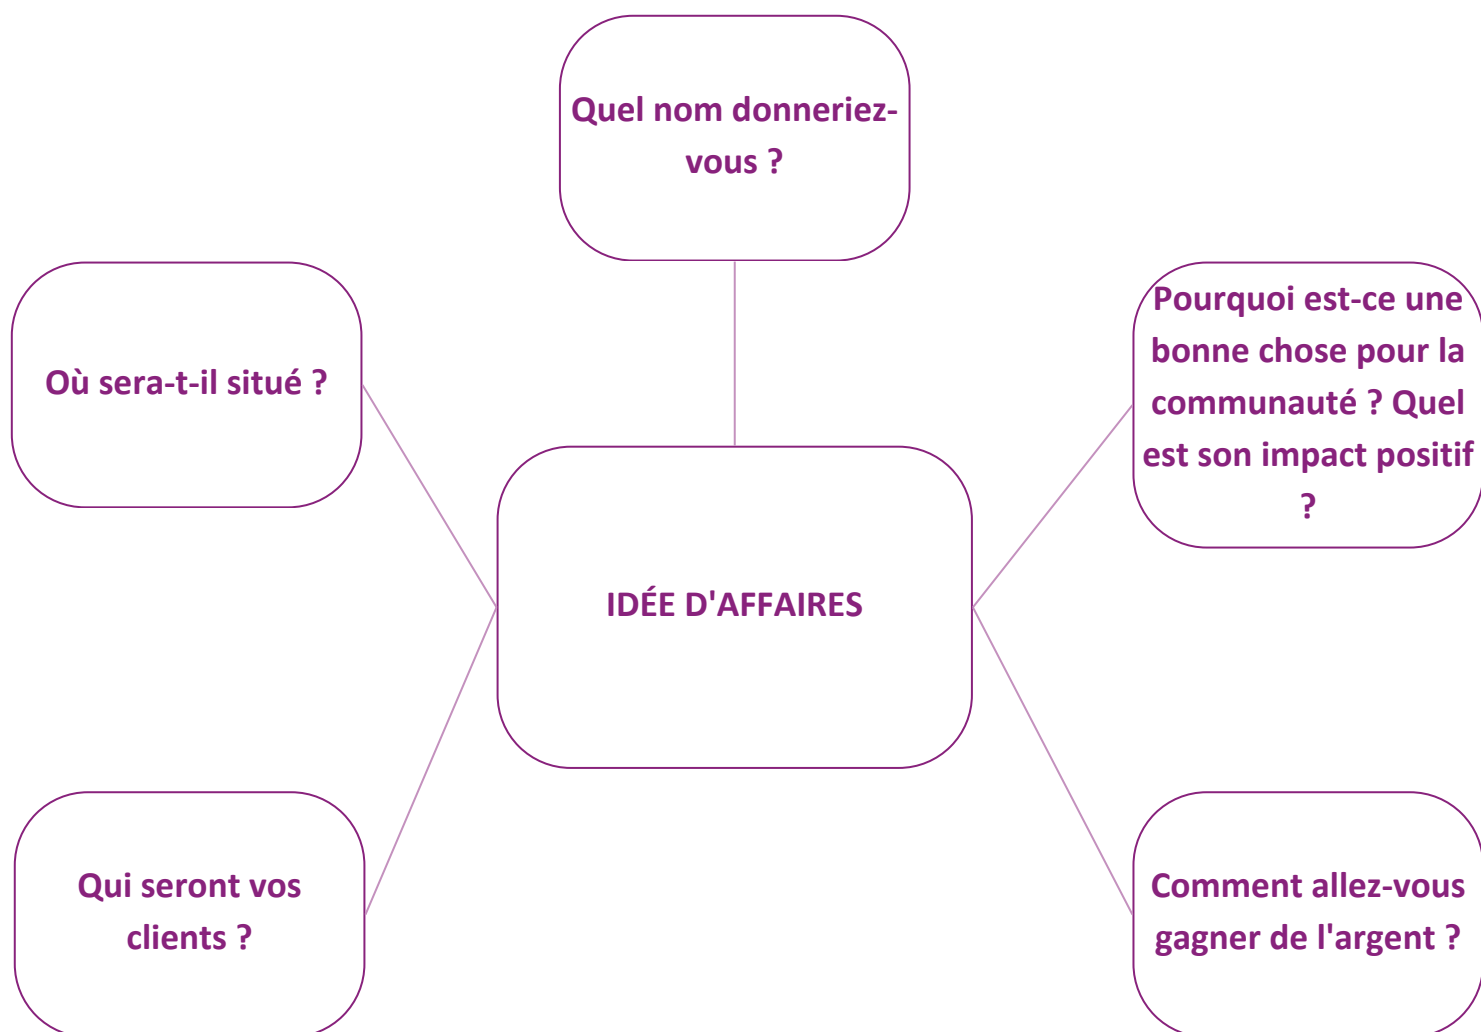 Quel nom donneriez-
vous ?
Où sera-t-il situé ?
Pourquoi est-ce une
bonne chose pour la
communauté ? Quel
est son impact positif
?
IDÉE D'AFFAIRES
Qui seront vos
clients ?
Comment allez-vous
gagner de l'argent ?